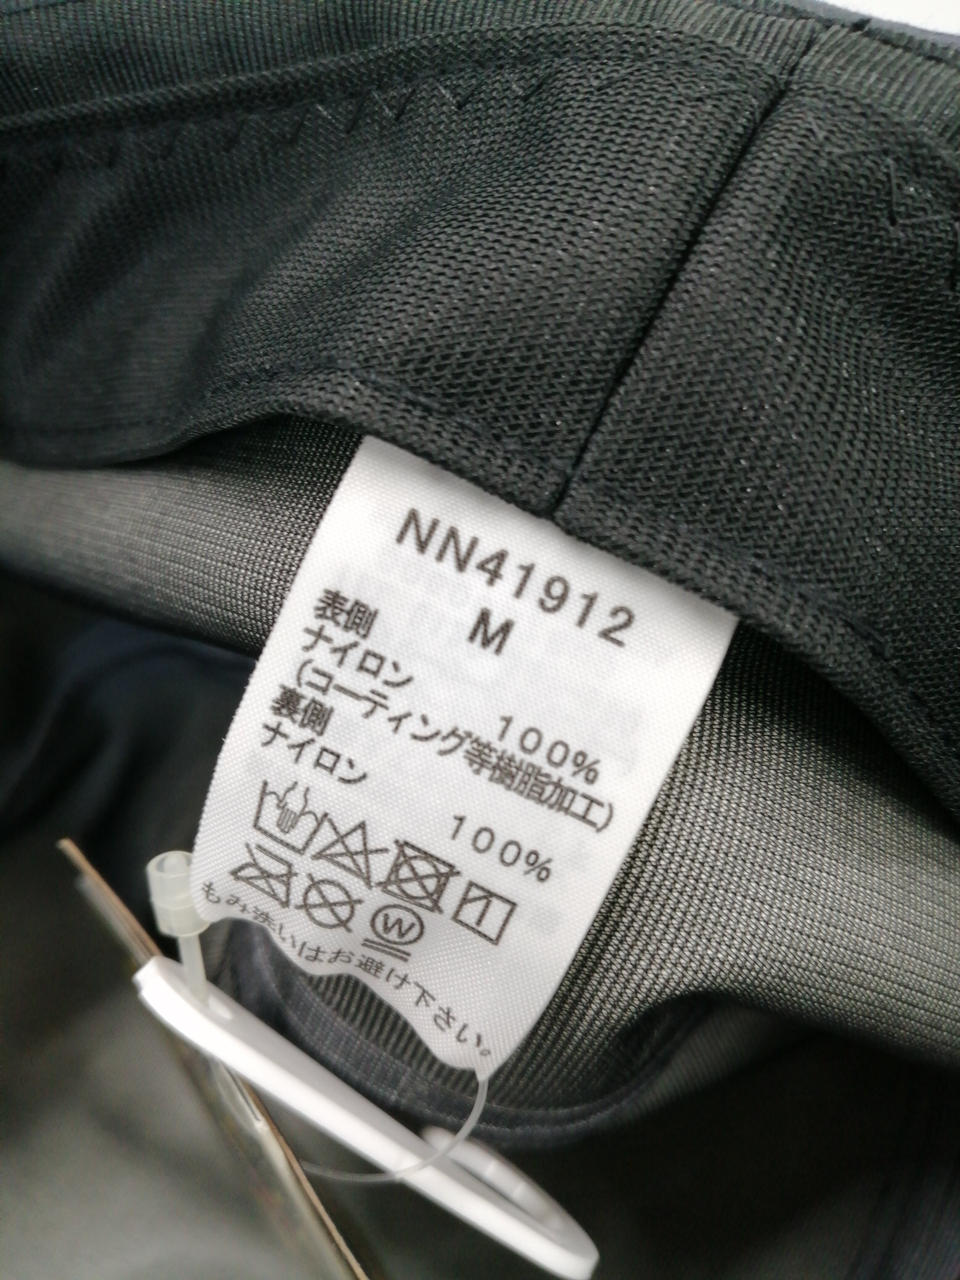 NN41912
M
表側
ナイロン 100%
(コーティング等樹脂加工)
裏側
ナイロン 100%
W
もみ洗いはお避け下さい。